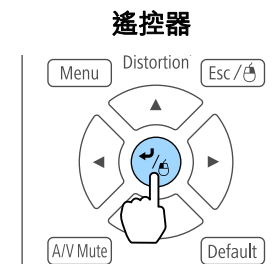 遙控器
Distortion
Menu
Esc/
A/V Mute
Default